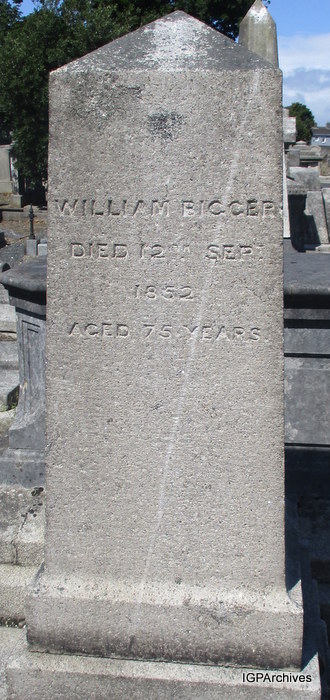 WILLIAM BIGGER
DIED 12TH SEPT
1852
AGED 75 YEARS.
IGPArchives